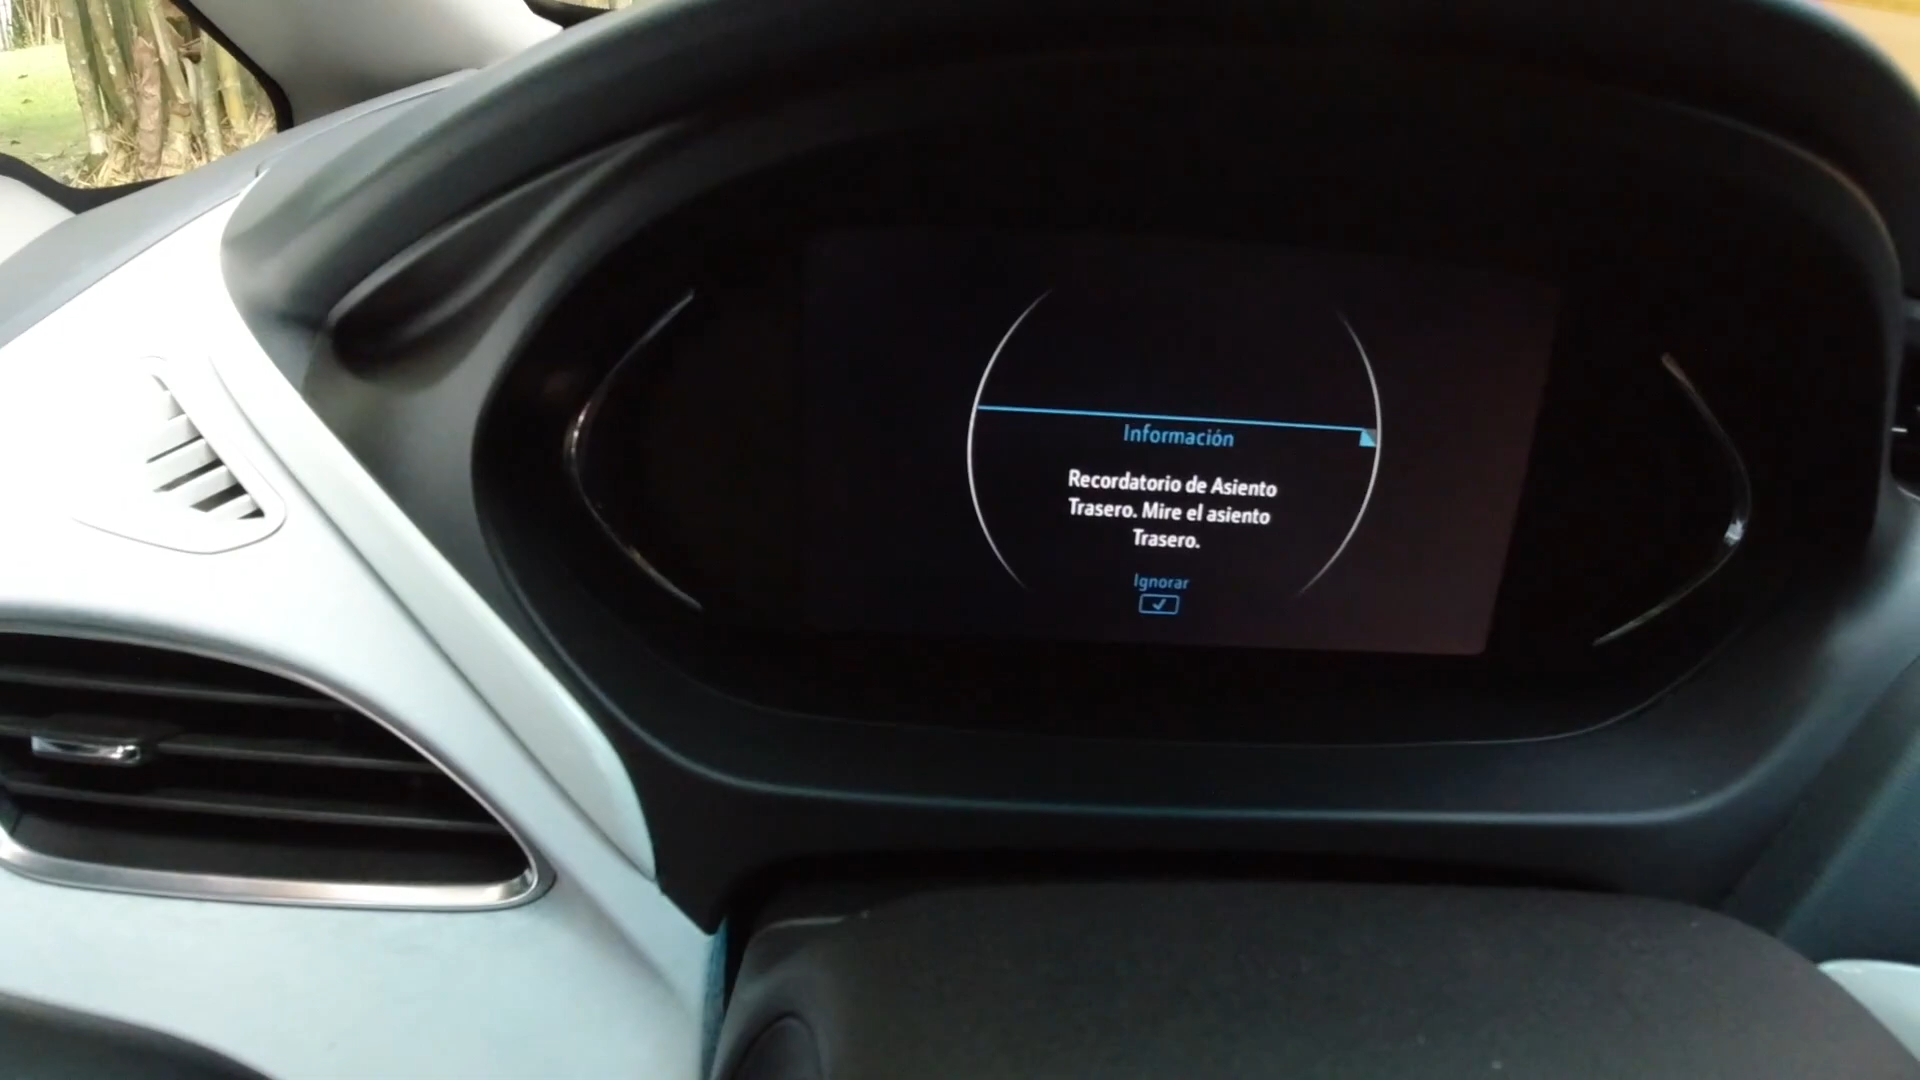 Información
Recordatorio de Asiento
Trasero. Mire el asiento
Trasero.
Ignorar